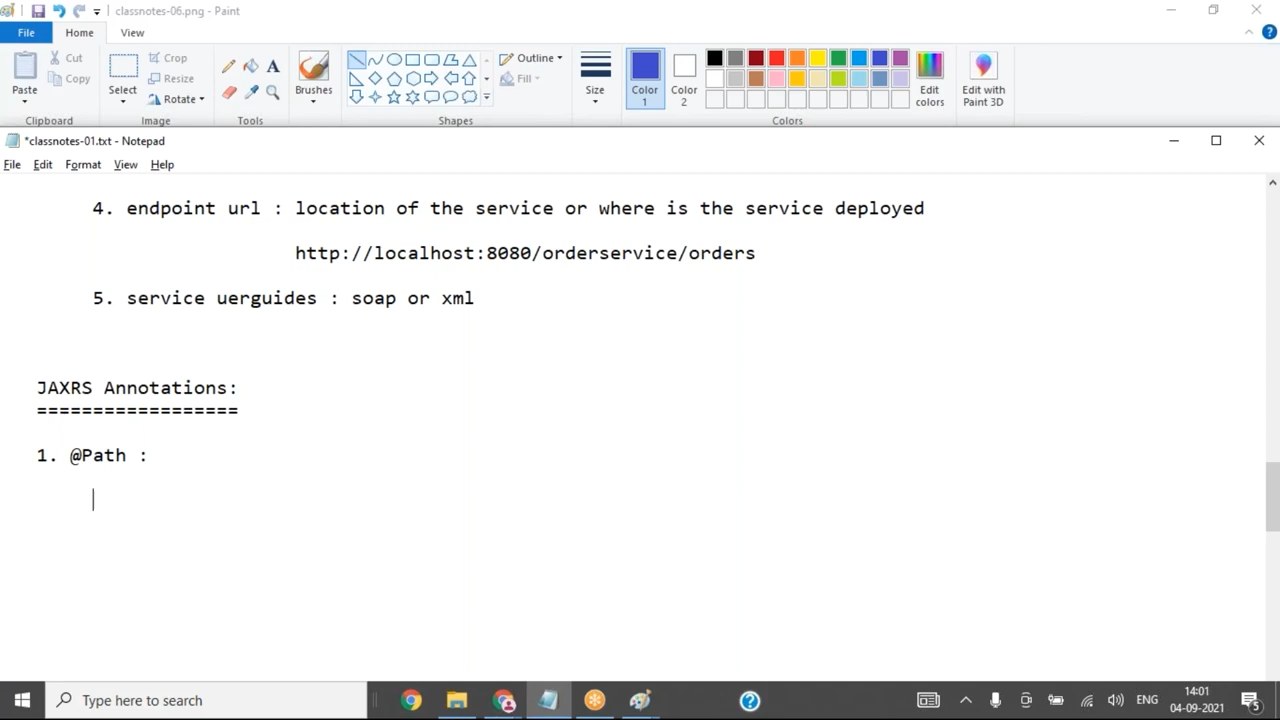 classnotes-06.png - Paint
File Home View
Paste
Cut
Copy
Clipboard
Select
Crop
Resize
Rotate
Image
Tools
Brushes
Shapes
Outline
Fill
Size
Color 1
Color 2
Colors
Edit colors
Edit with Paint 3D
*classnotes-01.txt - Notepad
File Edit Format View Help
4. endpoint url : location of the service or where is the service deployed
http://localhost:8080/orderservice/orders
5. service uerguides : soap or xml
JAXRS Annotations:
==================
1. @Path :
Type here to search
ENG
14:01
04-09-2021
5